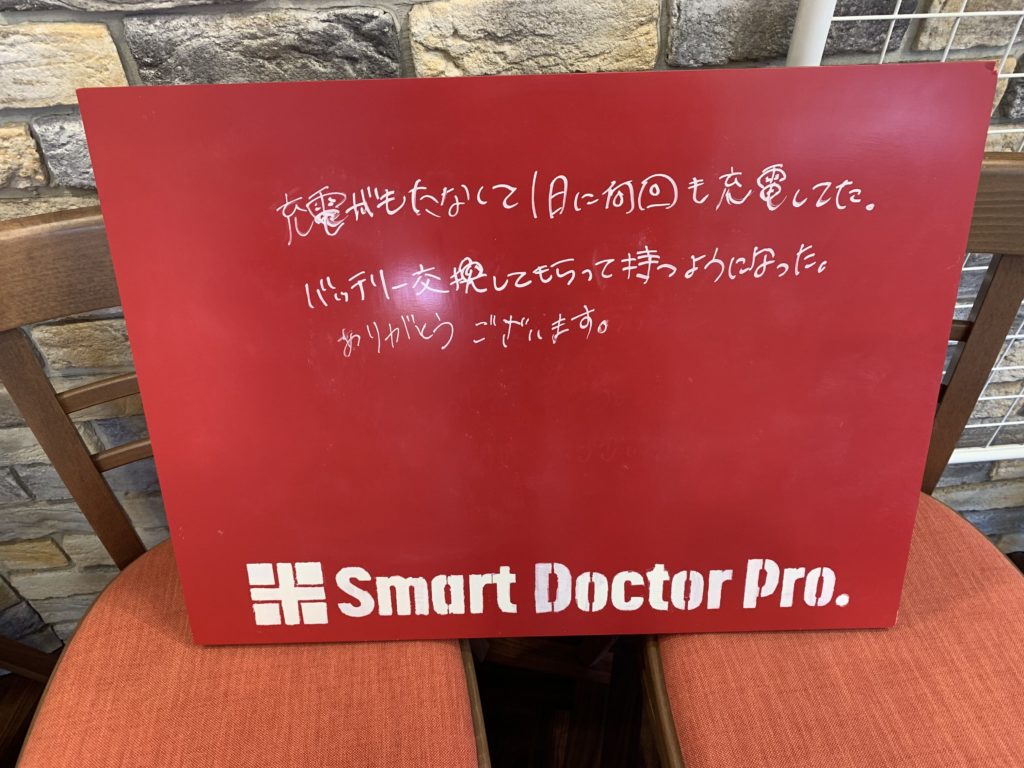 充電がもたなくて1日に何回も充電してた。
バッテリー交換してもらって持つようになった。
ありがとうございます。
Smart Doctor Pro.